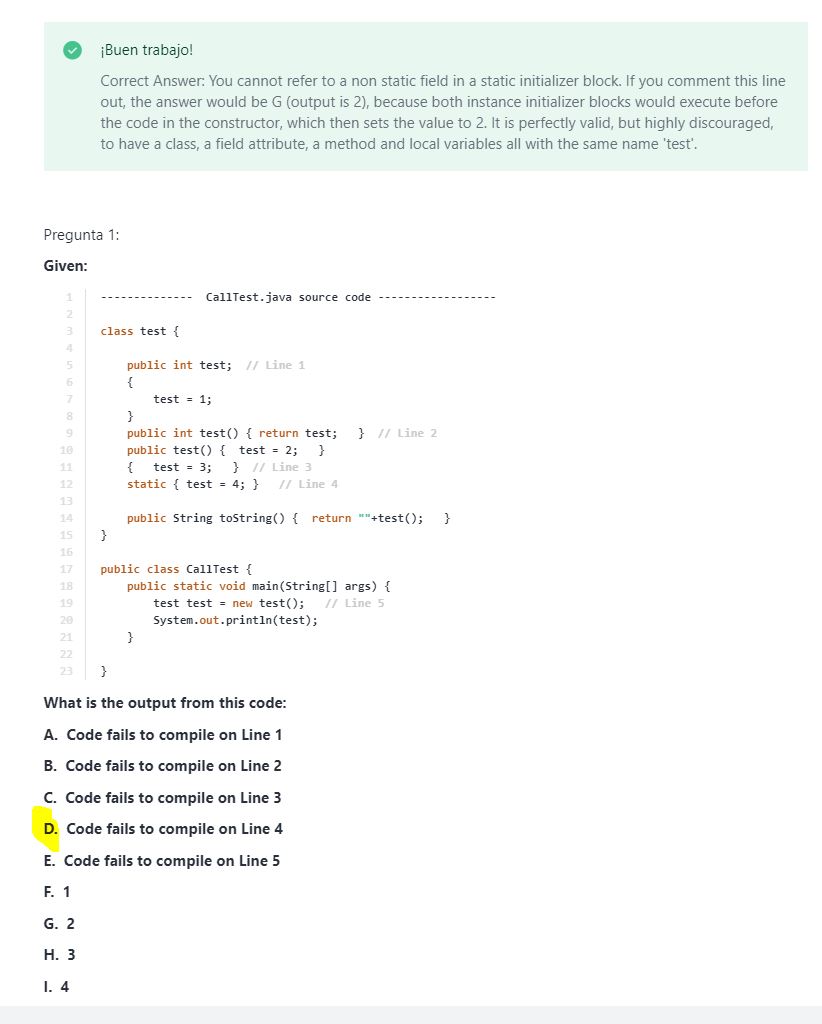 ¡Buen trabajo!
Correct Answer: You cannot refer to a non static field in a static initializer block. If you comment this line
out, the answer would be G (output is 2), because both instance initializer blocks would execute before
the code in the constructor, which then sets the value to 2. It is perfectly valid, but highly discouraged,
to have a class, a field attribute, a method and local variables all with the same name 'test'.
Pregunta 1:
Given:
1 -------------- CallTest.java source code ------------------
2
3 class test {
4
5 public int test; // Line 1
6 {
7 test = 1;
8 }
9 public int test() { return test; } // Line 2
10 public test() { test = 2; }
11 { test = 3; } // Line 3
12 static { test = 4; } // Line 4
13
14 public String toString() { return ""+test(); }
15 }
16
17 public class CallTest {
18 public static void main(String[] args) {
19 test test = new test(); // Line 5
20 System.out.println(test);
21 }
22
23 }
What is the output from this code:
A. Code fails to compile on Line 1
B. Code fails to compile on Line 2
C. Code fails to compile on Line 3
D. Code fails to compile on Line 4
E. Code fails to compile on Line 5
F. 1
G. 2
H. 3
I. 4